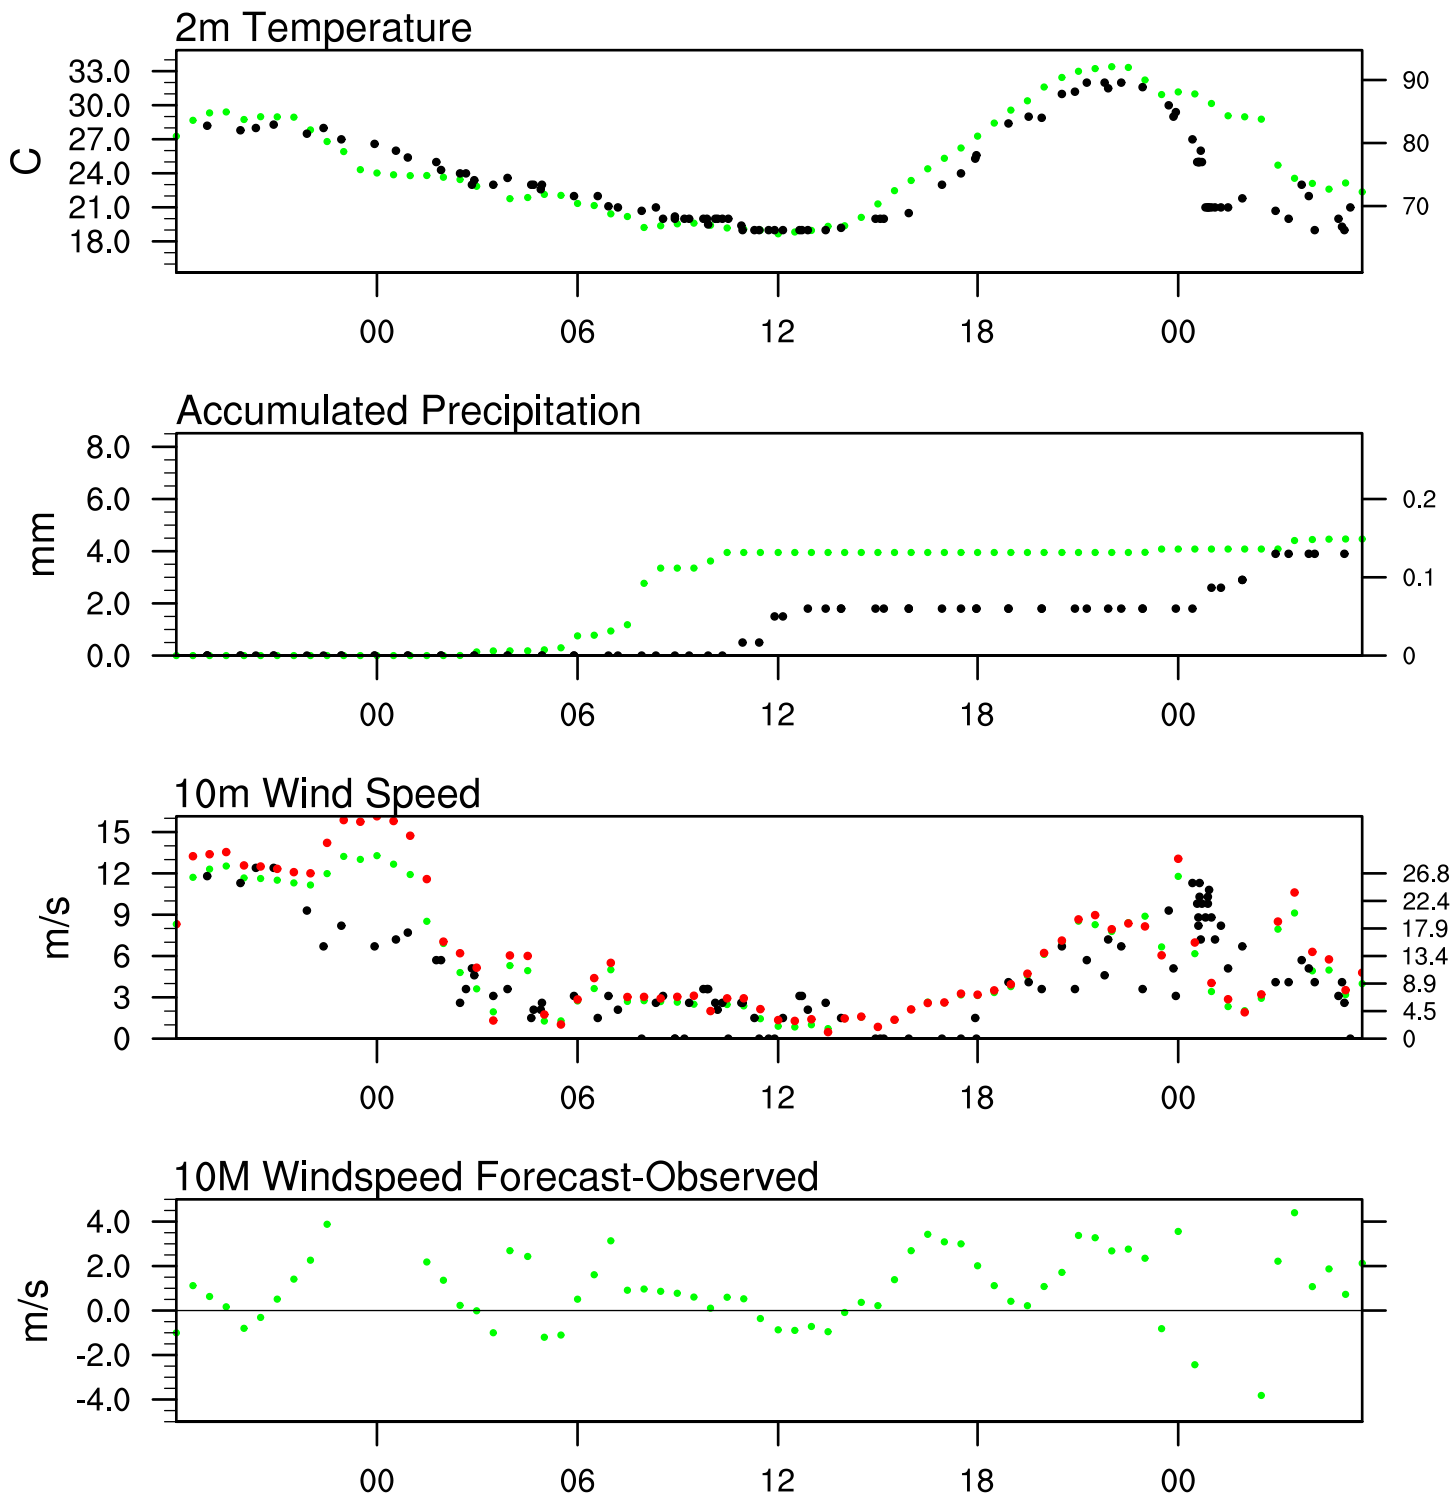 2m Temperature
33.0
30.0
27.0
24.0
21.0
18.0
C
90
80
70
00 06 12 18 00
Accumulated Precipitation
8.0
6.0
4.0
2.0
0.0
mm
0.2
0.1
0
00 06 12 18 00
10m Wind Speed
15
12
9
6
3
0
m/s
26.8
22.4
17.9
13.4
8.9
4.5
0
00 06 12 18 00
10M Windspeed Forecast-Observed
4.0
2.0
0.0
-2.0
-4.0
m/s
00 06 12 18 00